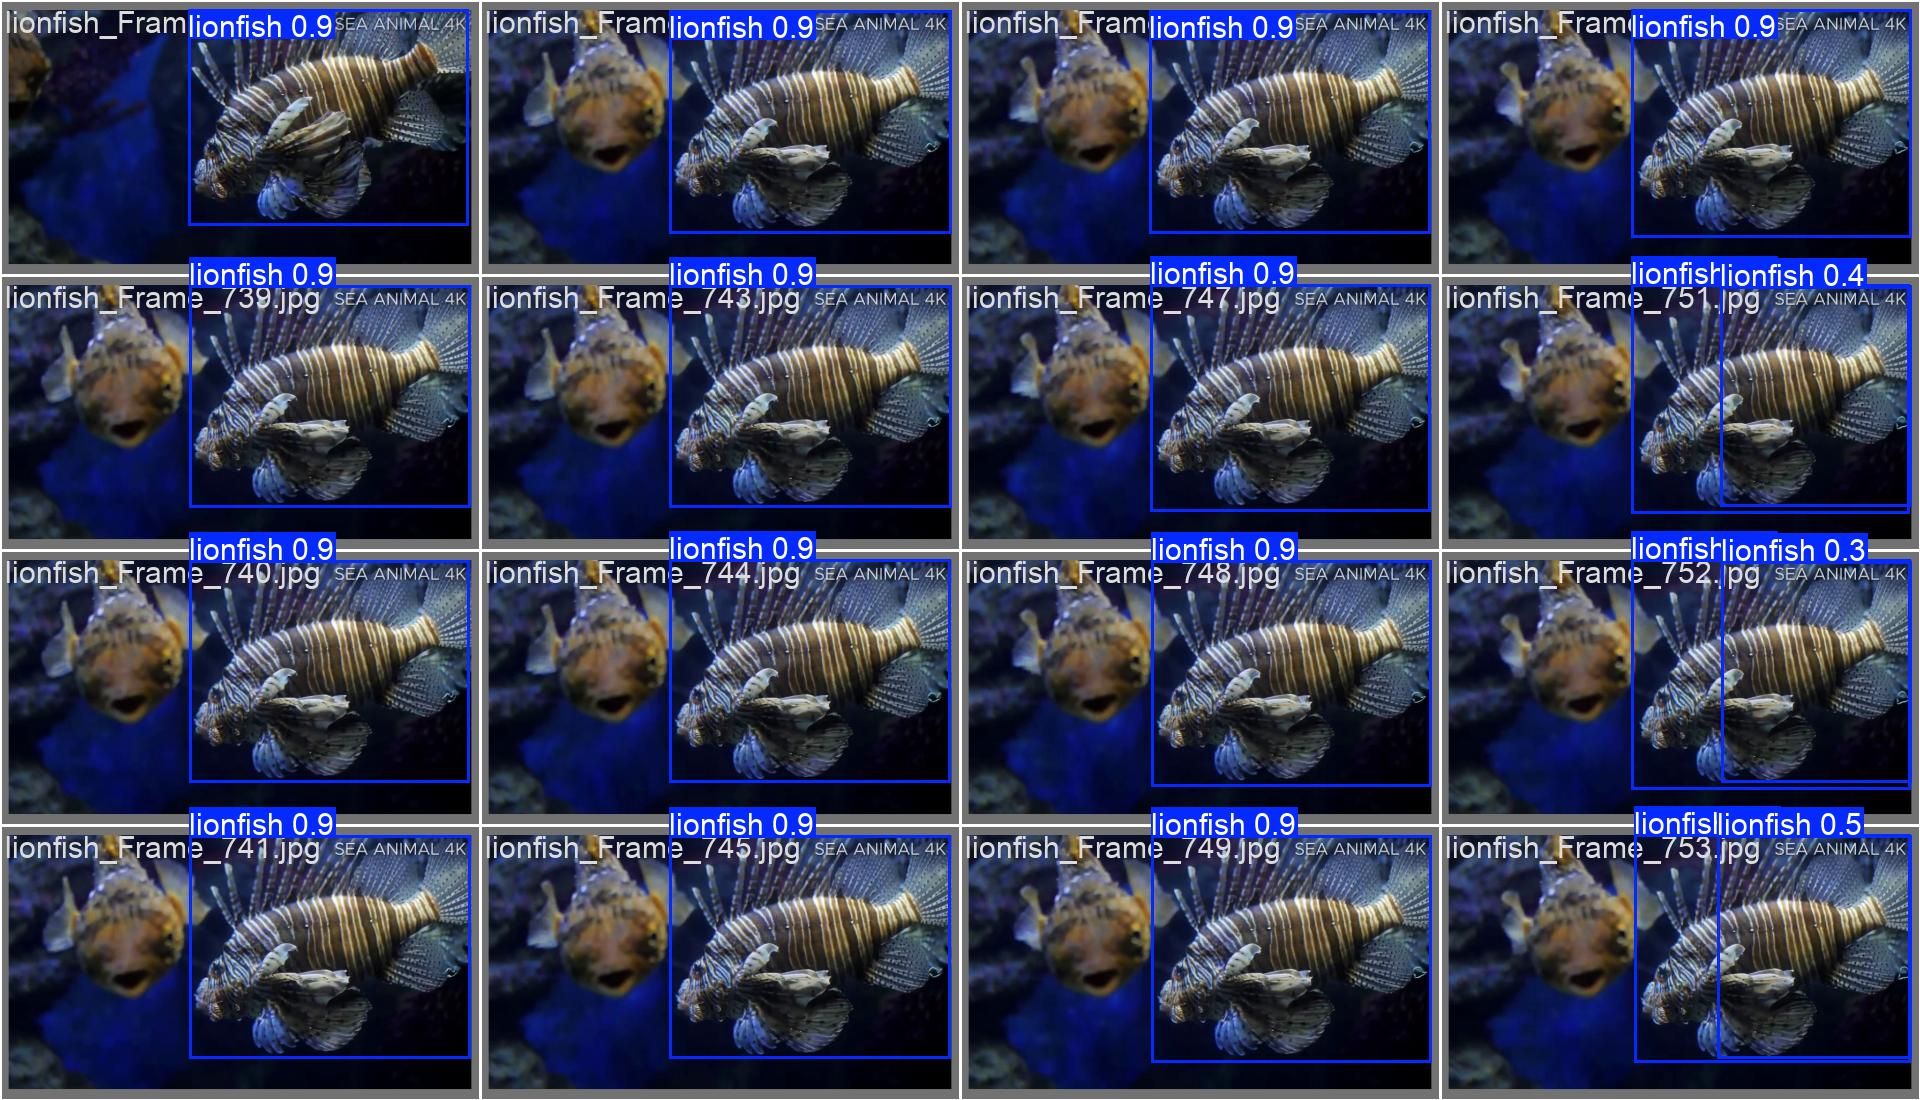 lionfish_Fram lionfish 0.9 SEA ANIMAL 4K
lionfish_Fra lionfish 0.9 SEA ANIMAL 4K
lionfish_Fra lionfish 0.9 SEA ANIMAL 4K
lionfish_Fra lionfish 0.9 SEA ANIMAL 4K
lionfish 0.9
lionfish_Frame_739.jpg SEA ANIMAL 4K
lionfish 0.9
lionfish_Frame_743.jpg SEA ANIMAL 4K
lionfish 0.9
lionfish_Frame_747.jpg SEA ANIMAL 4K
lionfish lionfish 0.4
lionfish_Frame_751.jpg SEA ANIMAL 4K
lionfish 0.9
lionfish_Frame_740.jpg SEA ANIMAL 4K
lionfish 0.9
lionfish_Frame_744.jpg SEA ANIMAL 4K
lionfish 0.9
lionfish_Frame_748.jpg SEA ANIMAL 4K
lionfish lionfish 0.3
lionfish_Frame_752.jpg SEA ANIMAL 4K
lionfish 0.9
lionfish_Frame_741.jpg SEA ANIMAL 4K
lionfish 0.9
lionfish_Frame_745.jpg SEA ANIMAL 4K
lionfish 0.9
lionfish_Frame_749.jpg SEA ANIMAL 4K
lionfis lionfish 0.5
lionfish_Frame_753.jpg SEA ANIMAL 4K